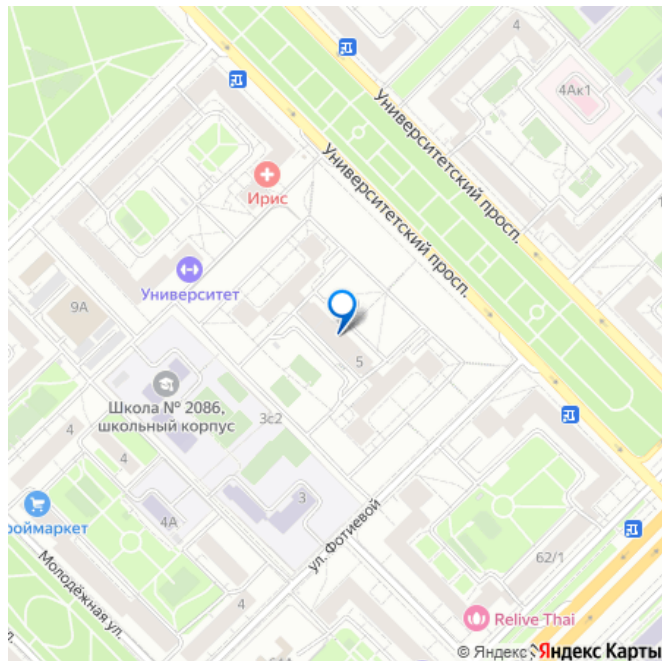 4
4Ак1
Университетский просп.
Университетский просп.
Ирис
Университет
9А
5
Школа № 2086,
школьный корпус
3с2
4
4
3
4А
роймаркет
ул. Фотиевой
Молодёжная ул.
4
62/1
Relive Thai
© Яндекс Яндекс Карты